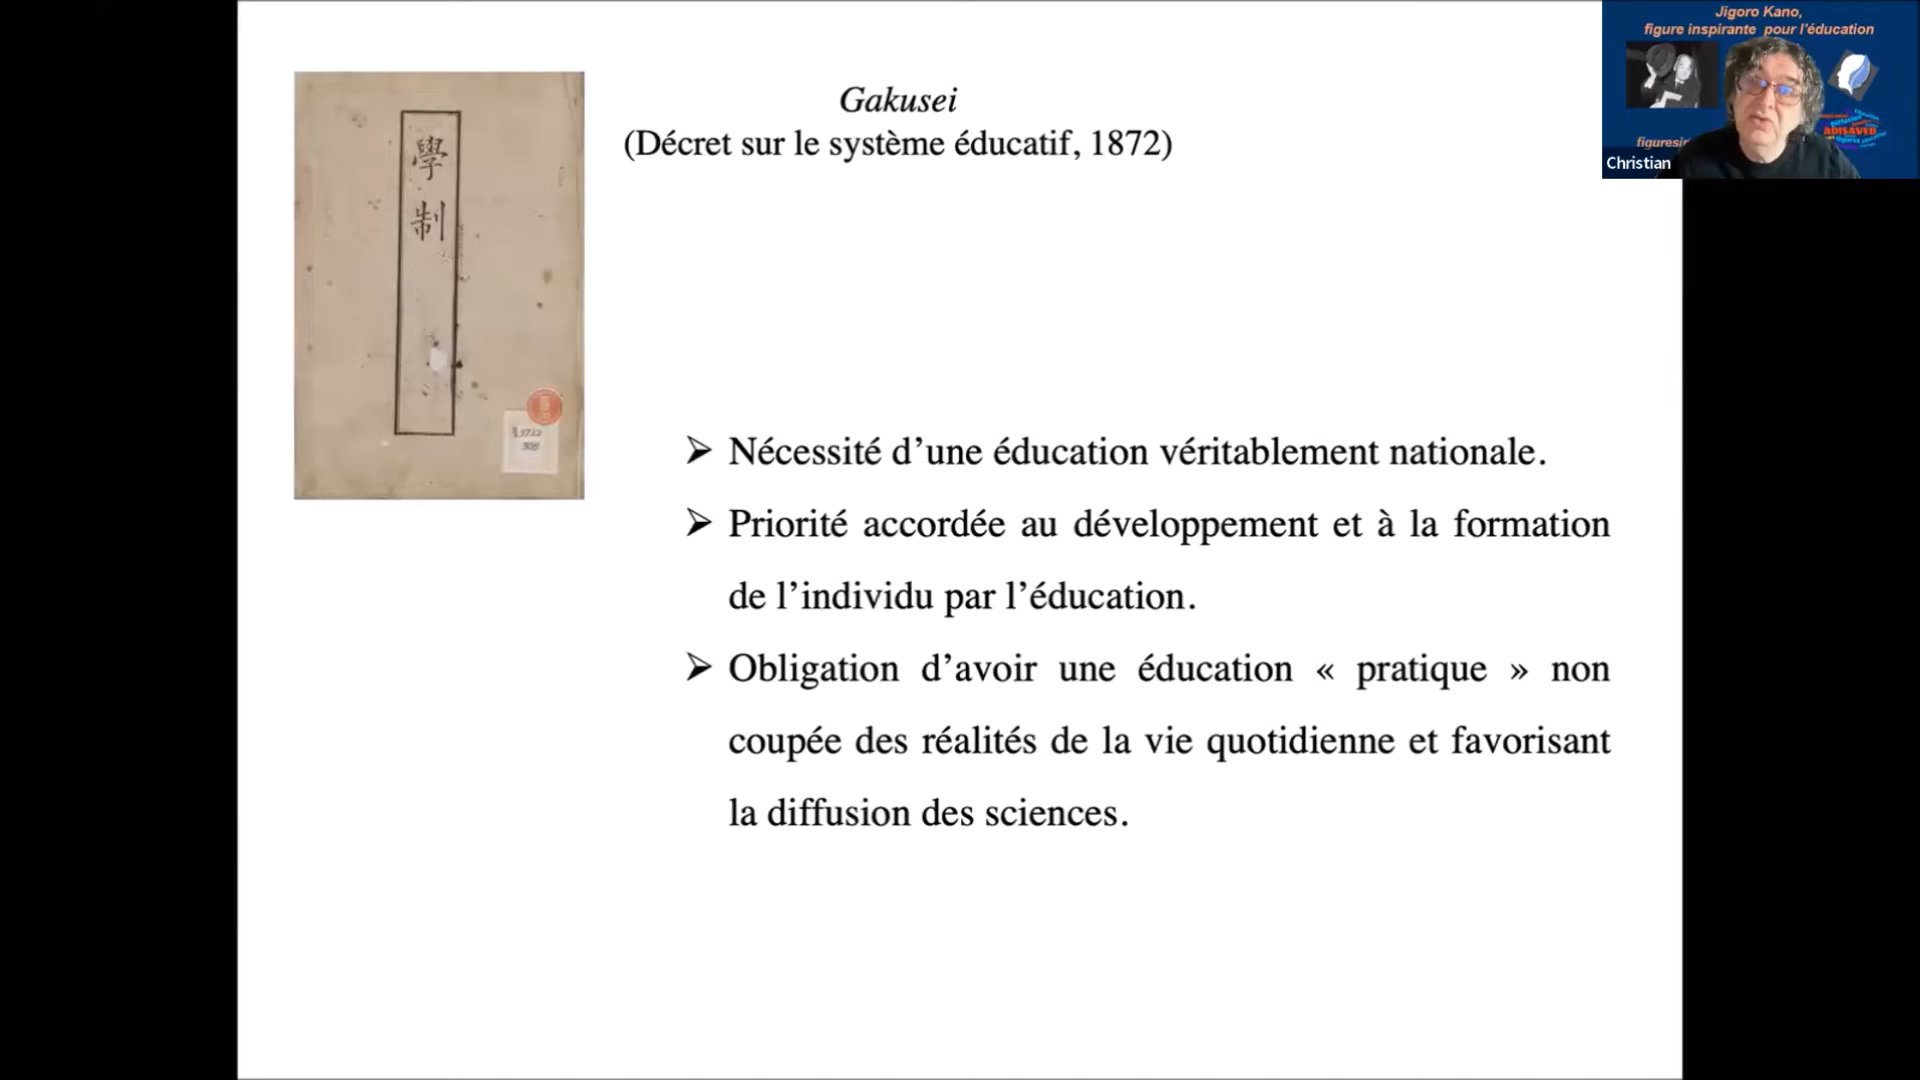 學制
Gakusei
(Décret sur le système éducatif, 1872)
➢ Nécessité d’une éducation véritablement nationale.
➢ Priorité accordée au développement et à la formation
de l’individu par l’éducation.
➢ Obligation d’avoir une éducation « pratique » non
coupée des réalités de la vie quotidienne et favorisant
la diffusion des sciences.
Jigoro Kano,
figure inspirante pour l'éducation
ADISAVED
Christian